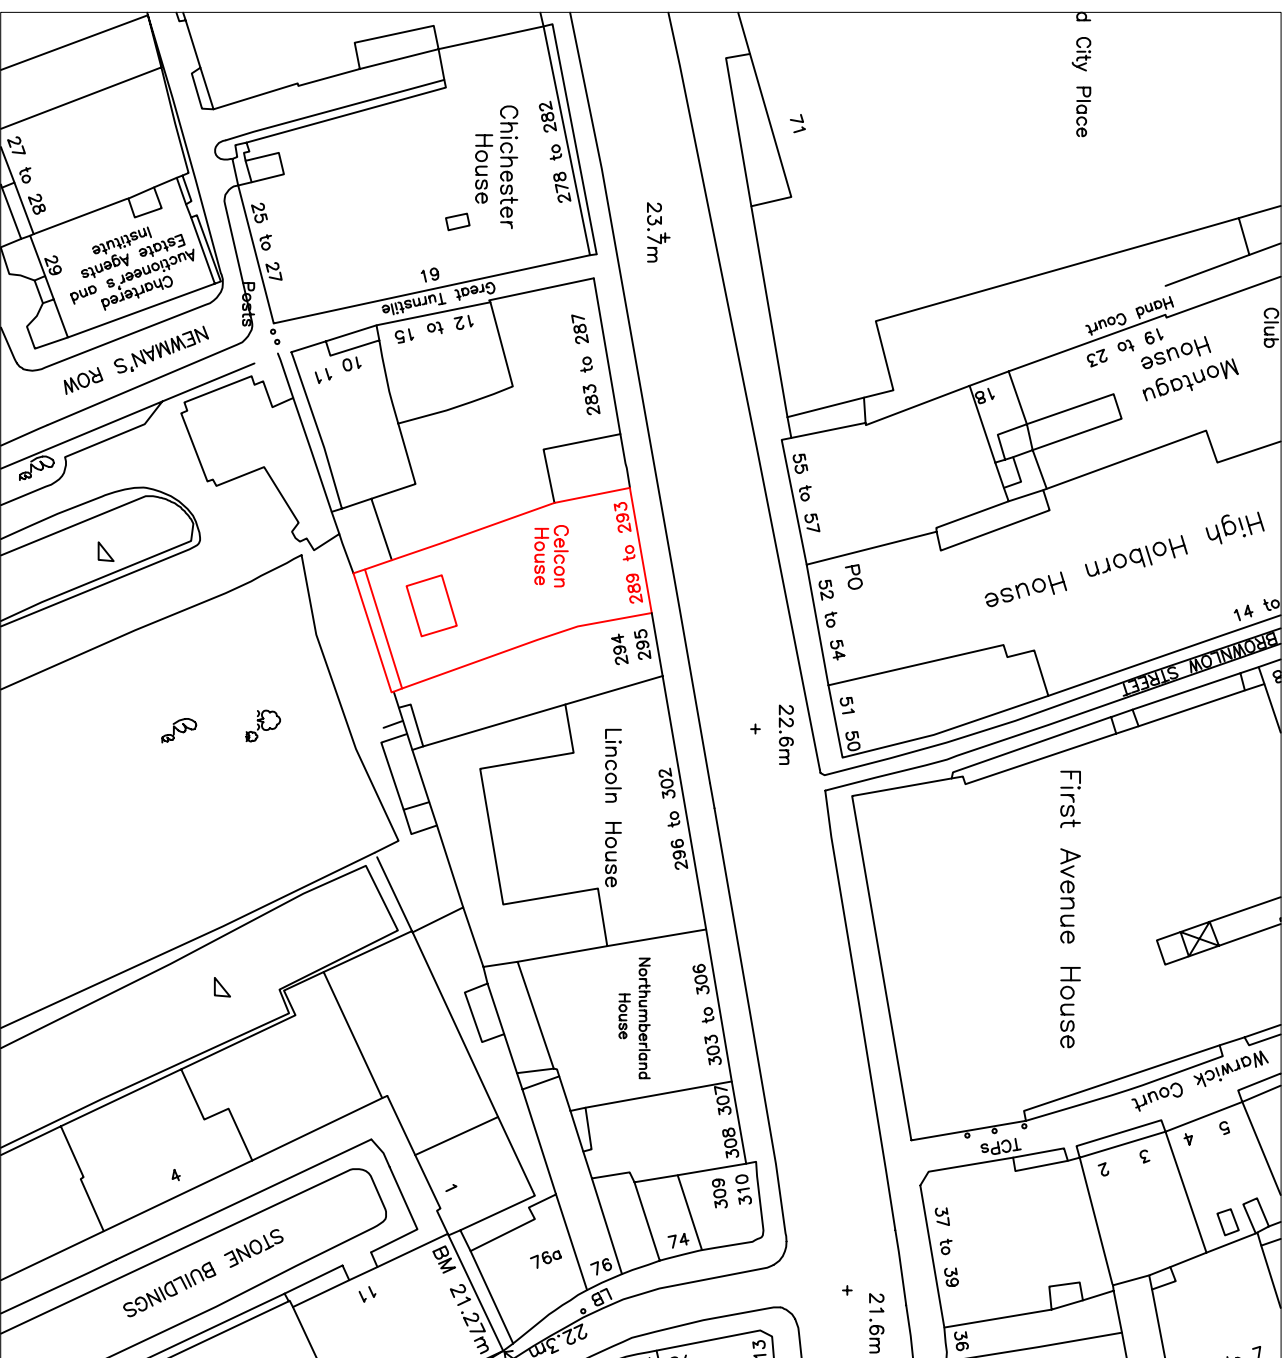 d City Place
71
278 to 282
Chichester
House
27 to 28
29
Chartered
Auctioneer's and
Estate Agents
Institute
25 to 27
Posts
NEWMAN'S ROW
19
Great Turnstile
12 to 15
10 11
283 to 287
23.7m
Club
Hand Court
19 to 23
Montagu
House
18
55 to 57
High Holborn House
PO
52 to 54
14 to
BROWNLOW STREET
8
51
50
22.6m
289 to 293
Celcon
House
295
294
Lincoln House
296 to 302
First Avenue House
Northumberland
House
303 to 306
307
308
309
310
Warwick Court
TCPs
2
3
4
5
37 to 39
36
21.6m
74
76
76a
LB
22.3m
BM 21.27m
1
4
11
STONE BUILDINGS
13